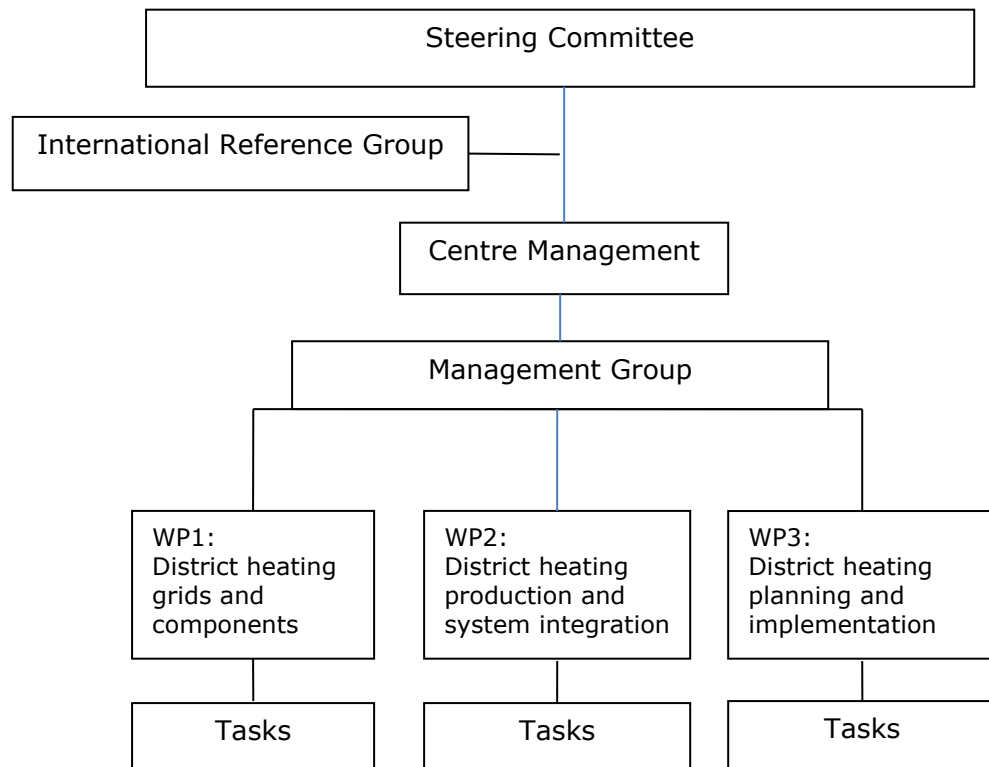 Steering Committee
International Reference Group
Centre Management
Management Group
WP1:
District heating
grids and
components
WP2:
District heating
production and
system integration
WP3:
District heating
planning and
implementation
Tasks
Tasks
Tasks